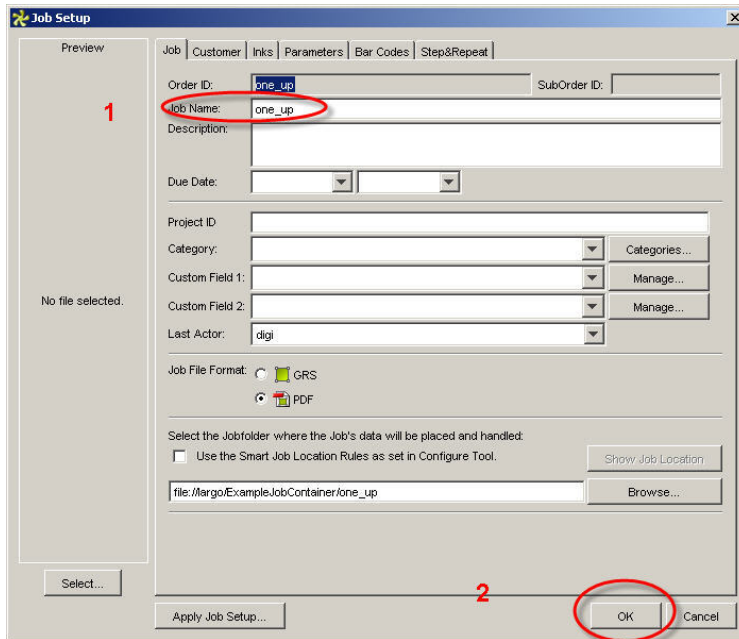 Job Setup
Preview
Job Customer Inks Parameters Bar Codes Step&Repeat
Order ID: one_up SubOrder ID:
1
Job Name: one_up
Description:
Due Date:
Project ID
Category: Categories...
Custom Field 1: Manage...
No file selected.
Custom Field 2: Manage...
Last Actor: digi
Job File Format: GRS
PDF
Select the Jobfolder where the Job's data will be placed and handled:
Use the Smart Job Location Rules as set in Configure Tool. Show Job Location
file://largo/ExampleJobContainer/one_up Browse...
Select...
2
Apply Job Setup... OK Cancel